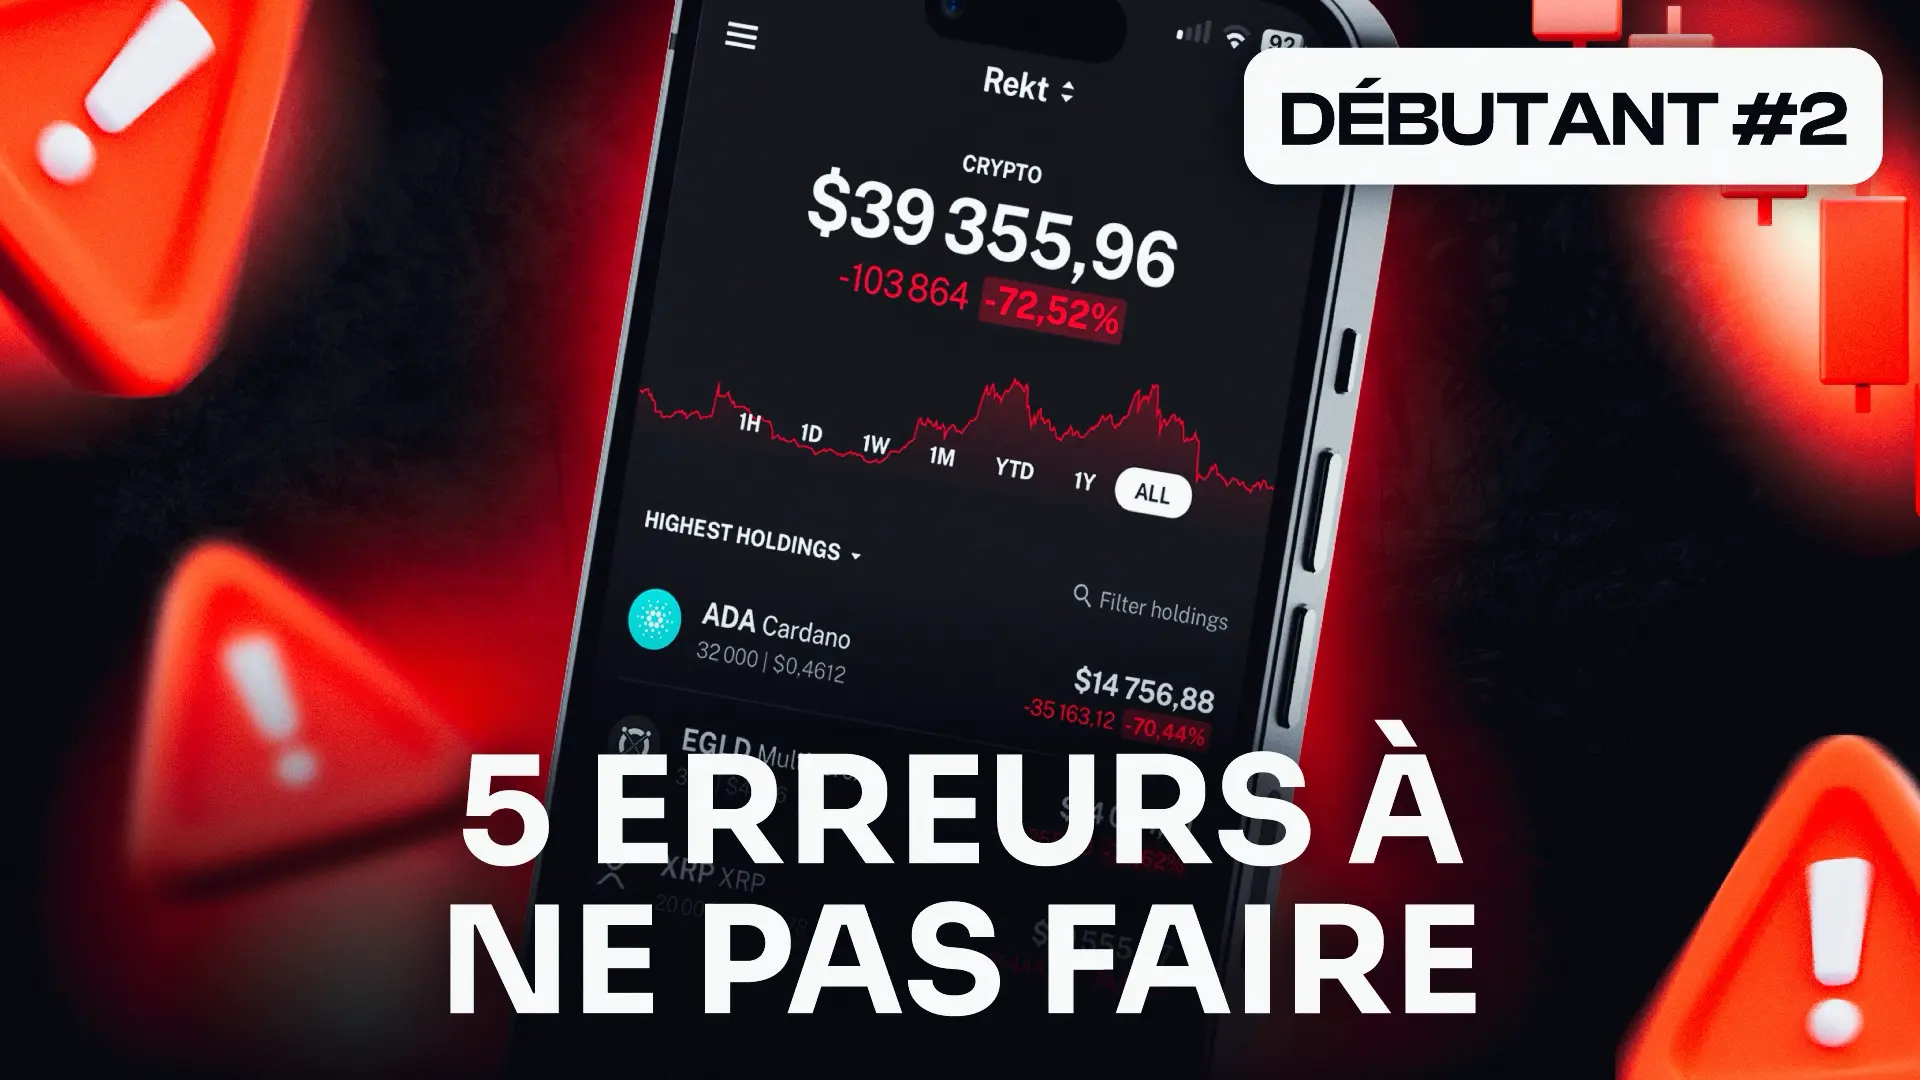 92
DÉBUTANT #2
Rekt
CRYPTO
$39 355,96
-103 864 -72,52%
1H 1D 1W 1M YTD 1Y ALL
HIGHEST HOLDINGS
Filter holdings
ADA Cardano
32 000 | $0,4612
$14 756,88
-35 163,12 -70,44%
EGLD
XRP XRP
5 ERREURS À
NE PAS FAIRE